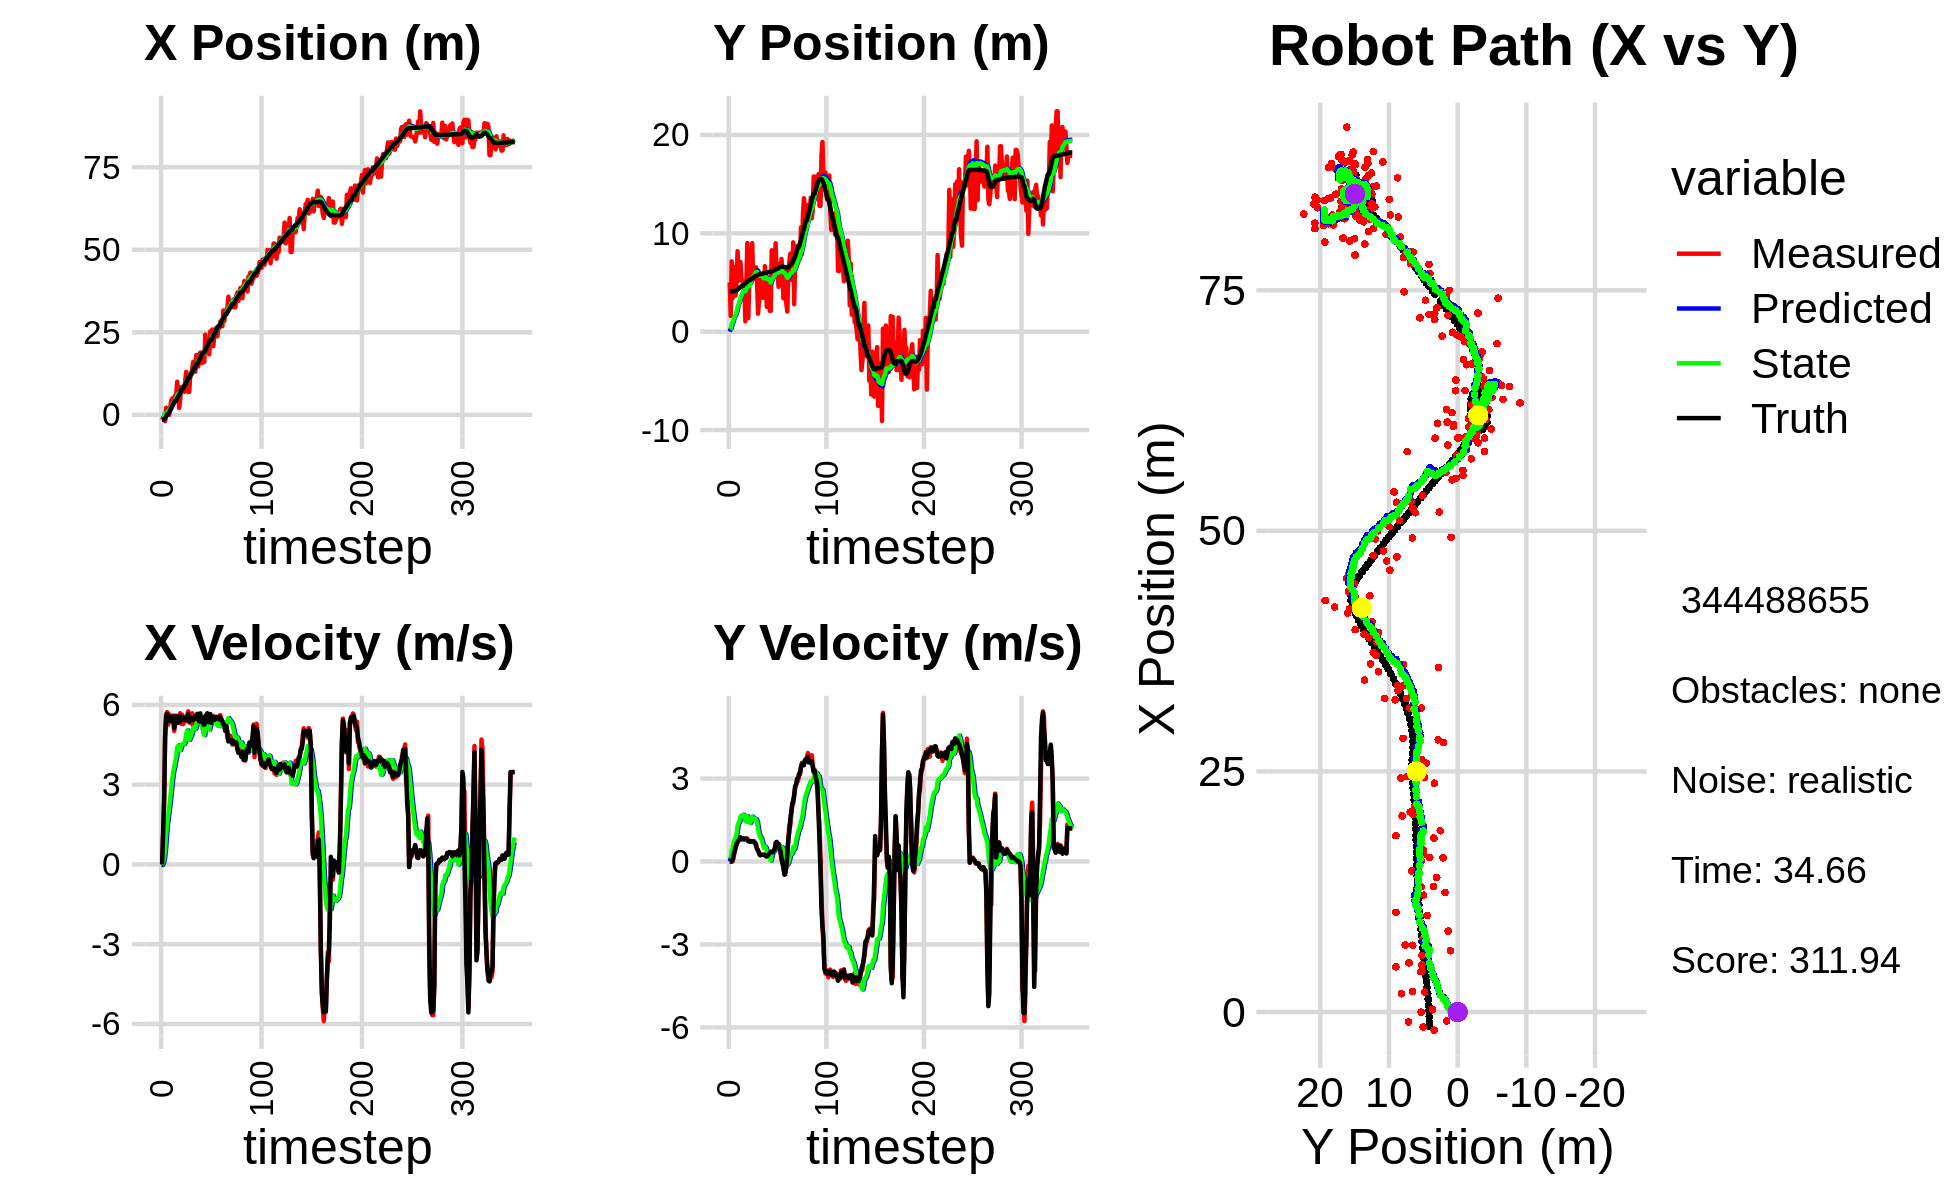 X Position (m)
75
50
25
0
0
100
200
300
timestep
Y Position (m)
20
10
0
-10
0
100
200
300
timestep
X Velocity (m/s)
6
3
0
-3
-6
0
100
200
300
timestep
Y Velocity (m/s)
3
0
-3
-6
0
100
200
300
timestep
Robot Path (X vs Y)
X Position (m)
75
50
25
0
20 10 0 -10 -20
Y Position (m)
variable
Measured
Predicted
State
Truth
344488655
Obstacles: none
Noise: realistic
Time: 34.66
Score: 311.94